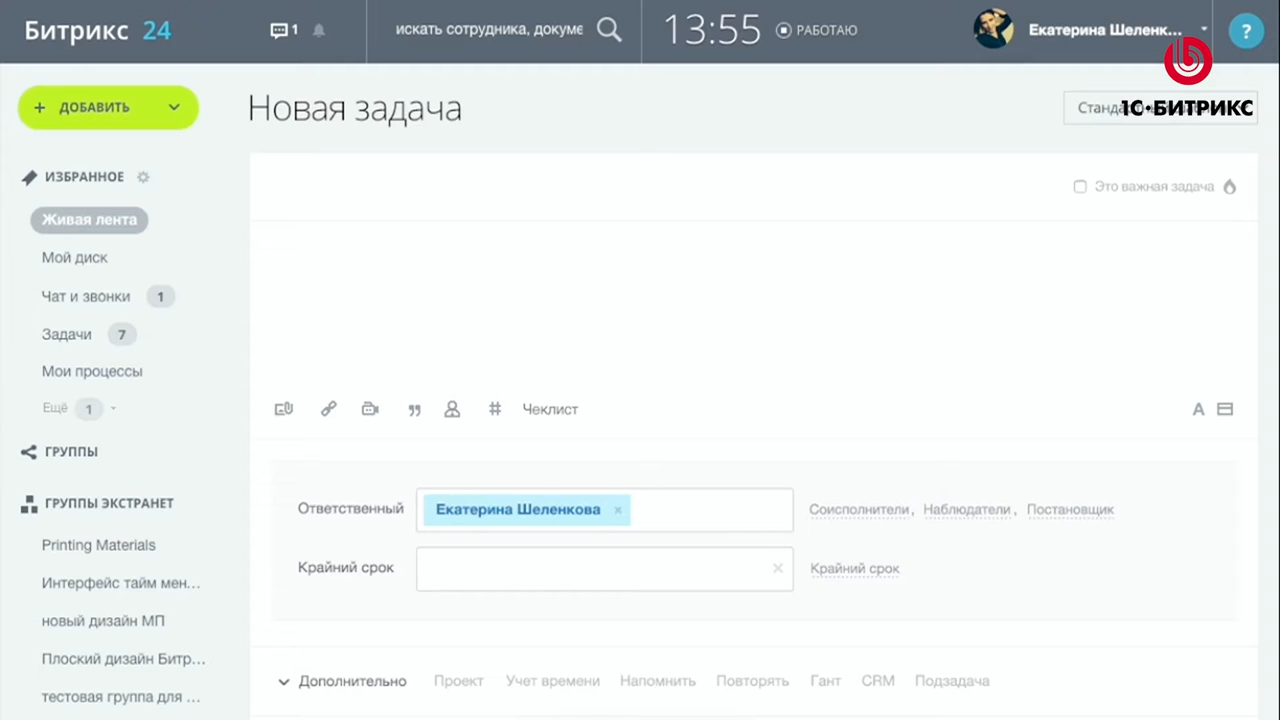 Битрикс 24
1
искать сотрудника, докуме
13:55
РАБОТАЮ
Екатерина Шеленк...
?
1С·БИТРИКС
+ ДОБАВИТЬ
Новая задача
ИЗБРАННОЕ
Живая лента
Мой диск
Чат и звонки 1
Задачи 7
Мои процессы
Ещё 1
ГРУППЫ
ГРУППЫ ЭКСТРАНЕТ
Printing Materials
Интерфейс тайм мен...
новый дизайн МП
Плоский дизайн Битр...
тестовая группа для ...
Это важная задача
Чеклист
A
Ответственный Екатерина Шеленкова × Соисполнители, Наблюдатели, Постановщик
Крайний срок × Крайний срок
Дополнительно Проект Учет времени Напомнить Повторять Гант CRM Подзадача